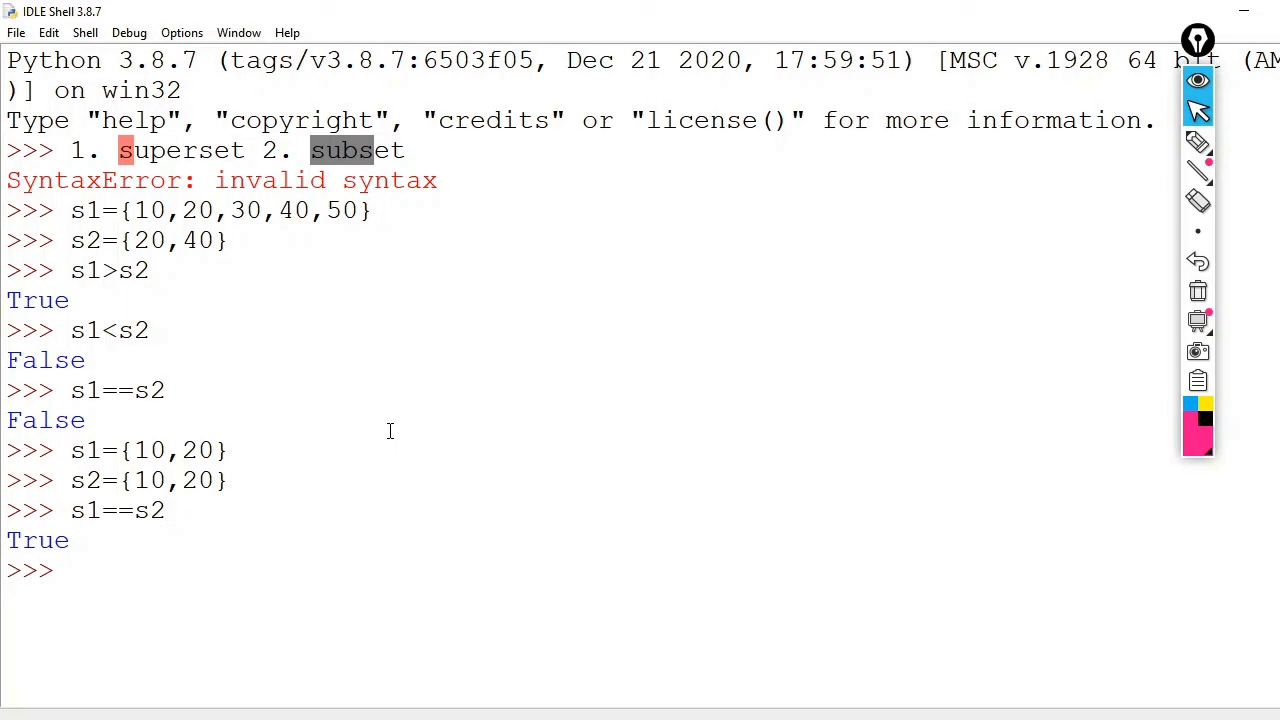 IDLE Shell 3.8.7
File Edit Shell Debug Options Window Help
Python 3.8.7 (tags/v3.8.7:6503f05, Dec 21 2020, 17:59:51) [MSC v.1928 64 bit (AM
)] on win32
Type "help", "copyright", "credits" or "license()" for more information.
>>> 1. superset 2. subset
SyntaxError: invalid syntax
>>> s1={10,20,30,40,50}
>>> s2={20,40}
>>> s1>s2
True
>>> s1<s2
False
>>> s1==s2
False
>>> s1={10,20}
>>> s2={10,20}
>>> s1==s2
True
>>>